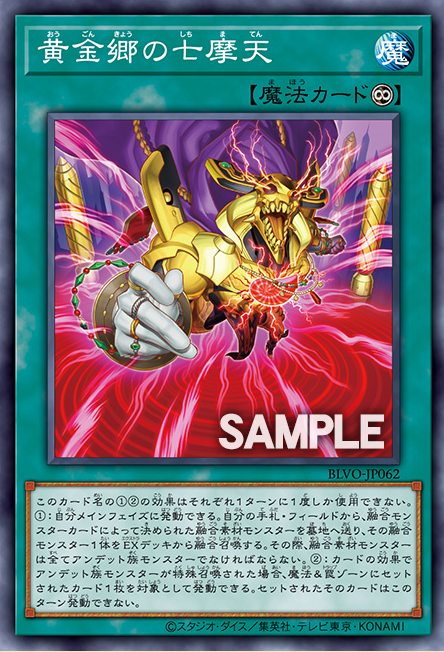 黄金郷の七摩天
魔
【魔法カード∞】
SAMPLE
BLVO-JP062
このカード名の①②の効果はそれぞれ1ターンに1度しか使用できない。
①:自分メインフェイズに発動できる。自分の手札・フィールドから、融合モン
スターカードによって決められた融合素材モンスターを墓地へ送り、その融合
モンスター1体をEXデッキから融合召喚する。その際、融合素材モンスター
は全てアンデット族モンスターでなければならない。②:カードの効果で
アンデット族モンスターが特殊召喚された場合、魔法&罠ゾーンにセット
されたカード1枚を対象として発動できる。セットされたそのカードはこの
ターン発動できない。
©スタジオ・ダイス/集英社・テレビ東京・KONAMI